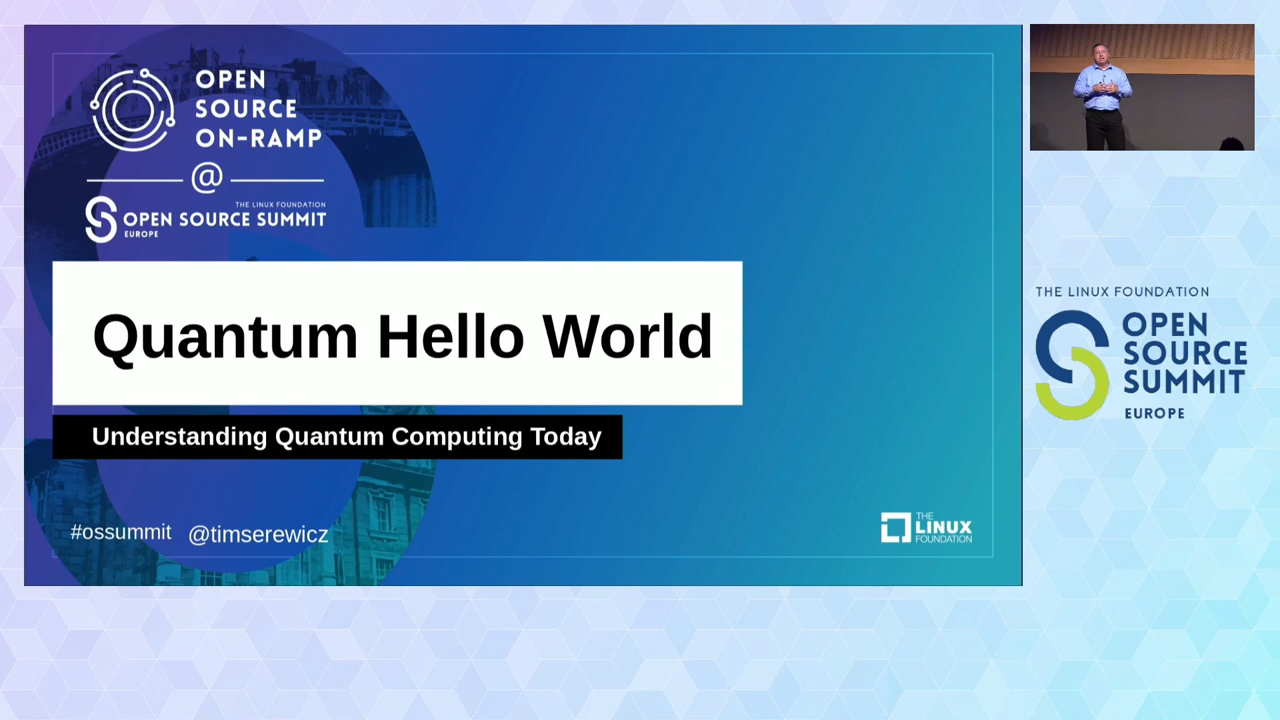 OPEN
SOURCE
ON-RAMP
@
THE LINUX FOUNDATION
OPEN SOURCE SUMMIT
EUROPE
Quantum Hello World
Understanding Quantum Computing Today
#ossummit @timserewicz
THE
LINUX
FOUNDATION
THE LINUX FOUNDATION
OPEN
SOURCE
SUMMIT
EUROPE